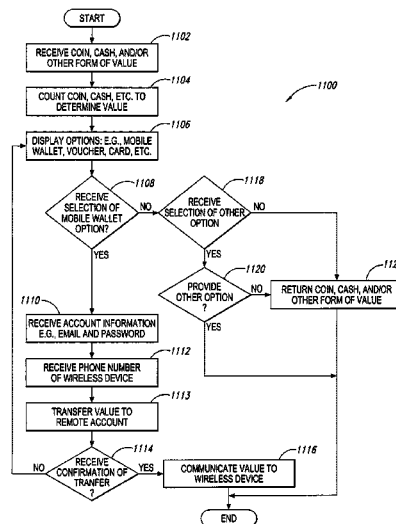 START
1102
RECEIVE COIN, CASH, AND/OR
OTHER FORM OF VALUE
1104
COUNT COIN, CASH, ETC. TO
DETERMINE VALUE
1100
1106
DISPLAY OPTIONS: E.G., MOBILE
WALLET, VOUCHER, CARD, ETC.
1108
RECEIVE
SELECTION OF
MOBILE WALLET
OPTION?
NO
YES
1118
RECEIVE
SELECTION OF OTHER
OPTION
NO
YES
1120
PROVIDE
OTHER OPTION
?
NO
YES
112
RETURN COIN, CASH, AND/OR
OTHER FORM OF VALUE
1110
RECEIVE ACCOUNT INFORMATION
E.G., EMAIL AND PASSWORD
1112
RECEIVE PHONE NUMBER
OF WIRELESS DEVICE
1113
TRANSFER VALUE TO
REMOTE ACCOUNT
1114
RECEIVE
CONFIRMATION OF
TRANFER
?
NO
YES
1116
COMMUNICATE VALUE TO
WIRELESS DEVICE
END